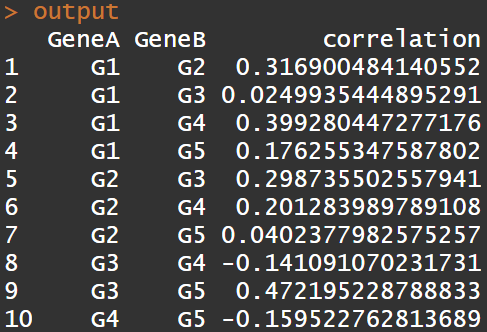 > output
GeneA GeneB correlation
1 G1 G2 0.316900484140552
2 G1 G3 0.0249935444895291
3 G1 G4 0.399280447277176
4 G1 G5 0.176255347587802
5 G2 G3 0.298735502557941
6 G2 G4 0.201283989789108
7 G2 G5 0.0402377982575257
8 G3 G4 -0.141091070231731
9 G3 G5 0.472195228788833
10 G4 G5 -0.159522762813689